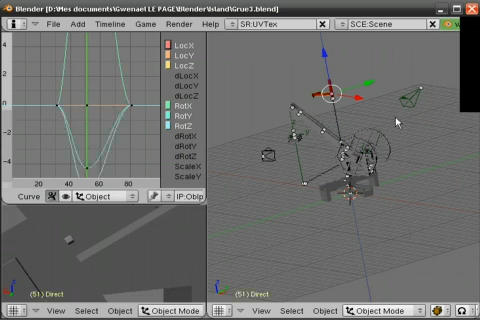 Blender [D:\Mes documents\Gwenael LE PAGE\Blender\Island\Grue3.blend]
File Add Timeline Game Render Help SR:UVTex SCE:Scene
4
2
0
-2
-4
20 40 60 80 100
LocX
LocY
LocZ
dLocX
dLocY
dLocZ
RotX
RotY
RotZ
dRotX
dRotY
dRotZ
ScaleX
ScaleY
Curve Object IP:ObIp
(51) Direct
View Select Object Object Mode
(51) Direct
View Select Object Object Mode